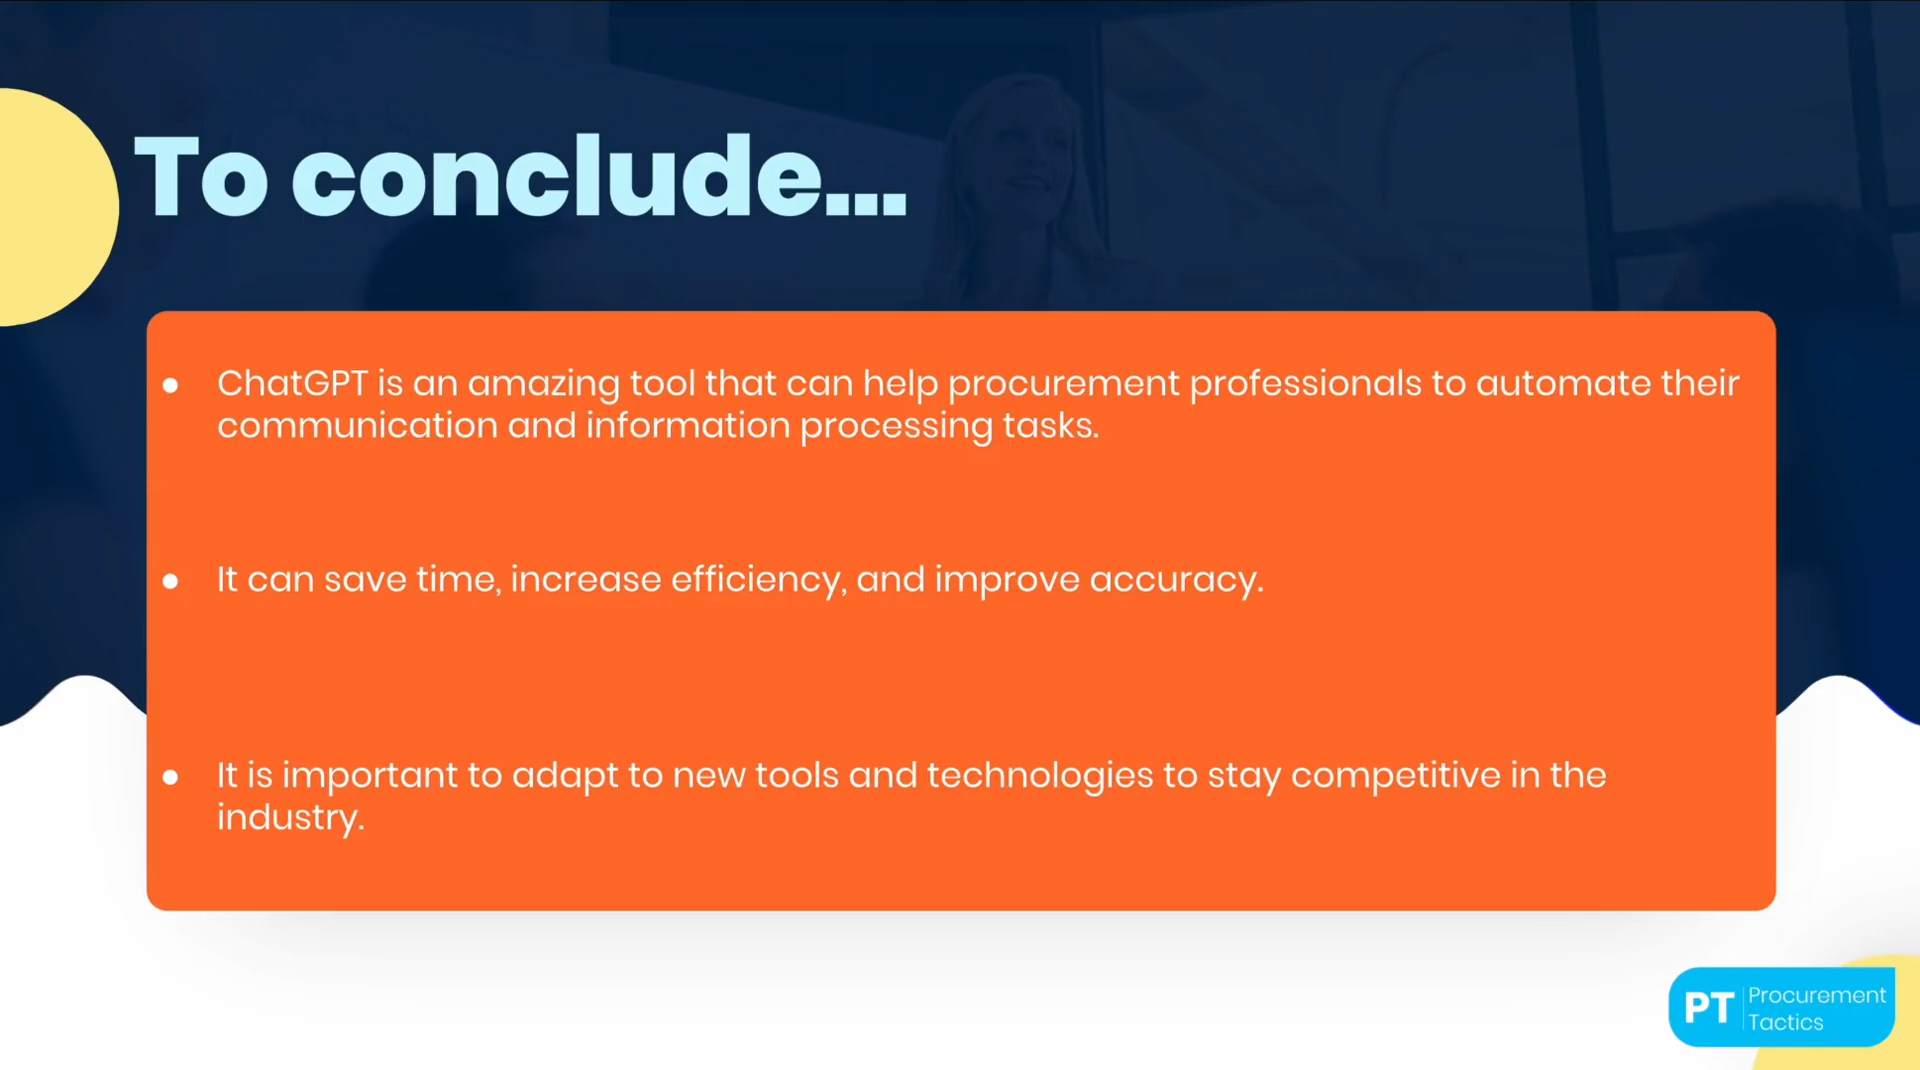 To conclude...
● ChatGPT is an amazing tool that can help procurement professionals to automate their
communication and information processing tasks.
● It can save time, increase efficiency, and improve accuracy.
● It is important to adapt to new tools and technologies to stay competitive in the
industry.
PT Procurement
Tactics